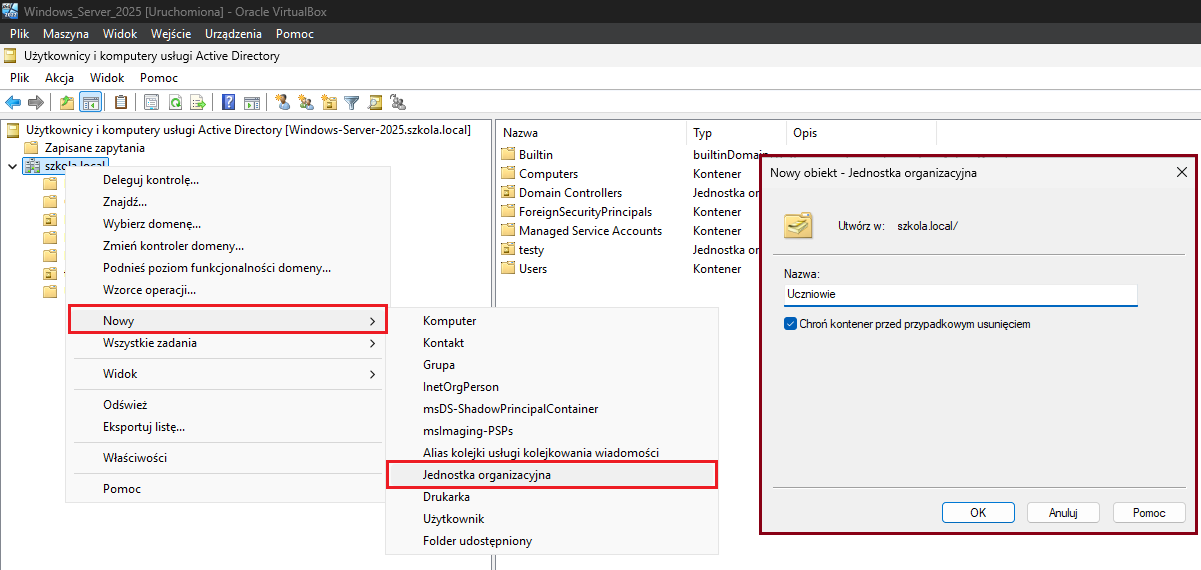 Windows_Server_2025 [Uruchomiona] - Oracle VirtualBox
Plik Maszyna Widok Wejście Urządzenia Pomoc
Użytkownicy i komputery usługi Active Directory
Plik Akcja Widok Pomoc
Użytkownicy i komputery usługi Active Directory [Windows-Server-2025.szkola.local]
Zapisane zapytania
szkola.local
Deleguj kontrolę...
Znajdź...
Wybierz domenę...
Zmień kontroler domeny...
Podnieś poziom funkcjonalności domeny...
Wzorce operacji...
Nowy
Wszystkie zadania
Widok
Odśwież
Eksportuj listę...
Właściwości
Pomoc
Komputer
Kontakt
Grupa
InetOrgPerson
msDS-ShadowPrincipalContainer
msImaging-PSPs
Alias kolejki usługi kolejkowania wiadomości
Jednostka organizacyjna
Drukarka
Użytkownik
Folder udostępniony
Nazwa Typ Opis
Builtin builtinDomain
Computers Kontener
Domain Controllers Jednostka or
ForeignSecurityPrincipals Kontener
Managed Service Accounts Kontener
testy Jednostka or
Users Kontener
Nowy obiekt - Jednostka organizacyjna
Utwórz w: szkola.local/
Nazwa:
Uczniowie
Chroń kontener przed przypadkowym usunięciem
OK Anuluj Pomoc